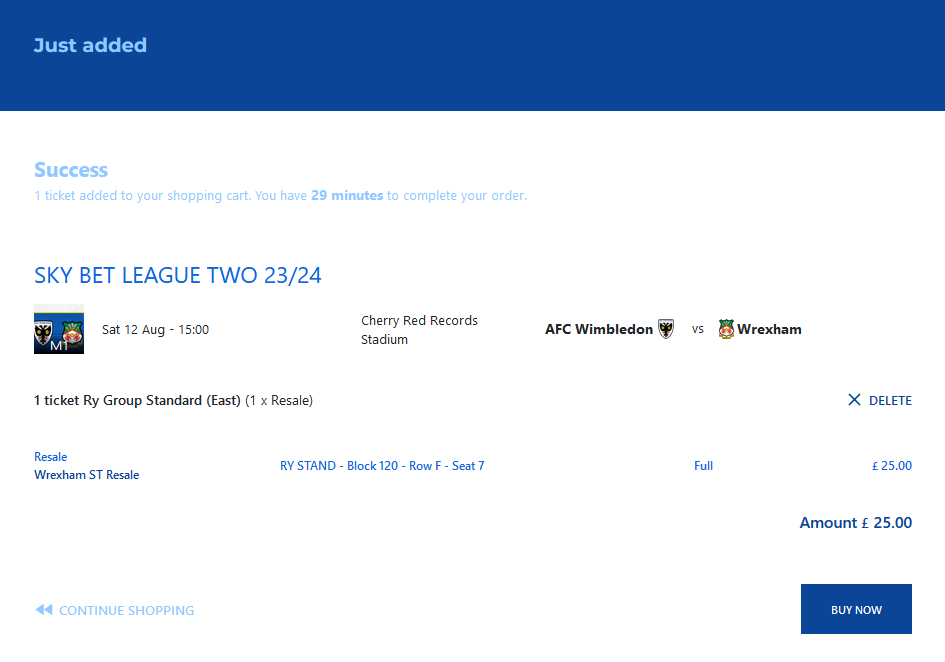 Just added
Success
1 ticket added to your shopping cart. You have 29 minutes to complete your order.
SKY BET LEAGUE TWO 23/24
M1
Sat 12 Aug - 15:00
Cherry Red Records
Stadium
AFC Wimbledon vs Wrexham
1 ticket Ry Group Standard (East) (1 x Resale)
DELETE
Resale
Wrexham ST Resale
RY STAND - Block 120 - Row F - Seat 7
Full
£ 25.00
Amount £ 25.00
CONTINUE SHOPPING
BUY NOW